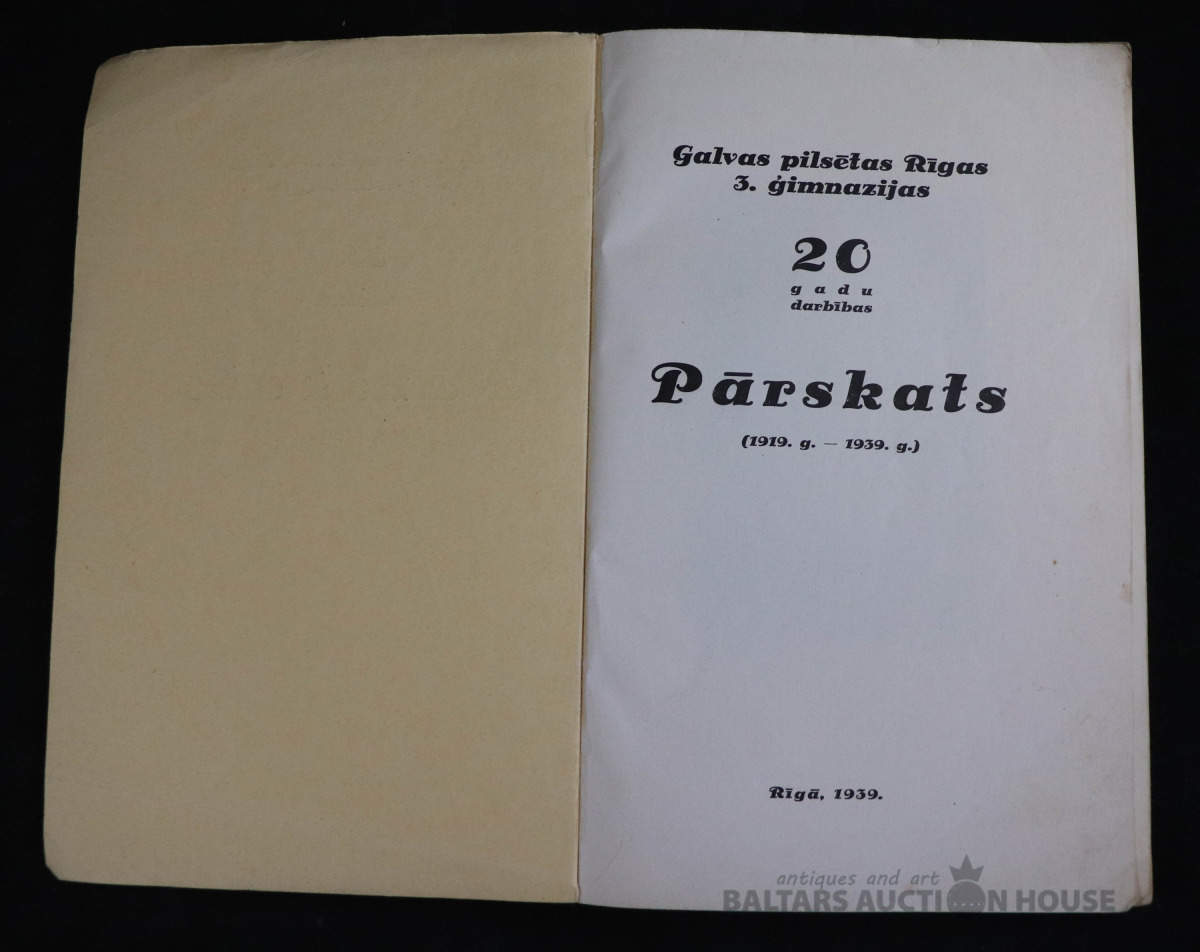 Galvas pilsētas Rīgas
3. ģimnazijas
20
gadu
darbības
Pārskats
(1919. g. — 1939. g.)
Rīgā, 1939.
antiques and art
BALTARS AUCTION HOUSE